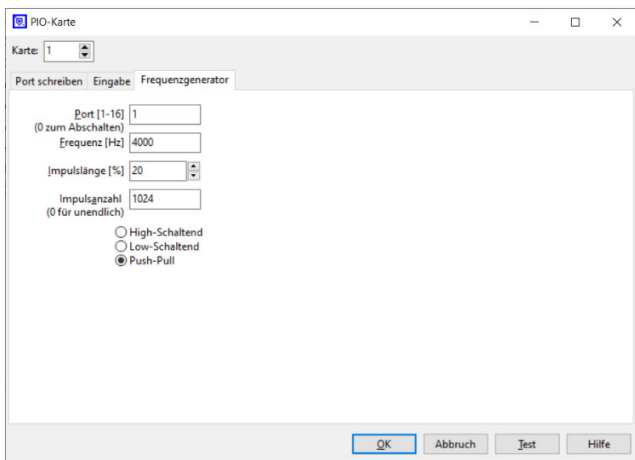 PIO-Karte
Karte: 1
Port schreiben Eingabe Frequenzgenerator
Port [1-16] 1
(0 zum Abschalten)
Frequenz [Hz] 4000
Impulslänge [%] 20
Impulsanzahl 1024
(0 für unendlich)
High-Schaltend
Low-Schaltend
Push-Pull
OK Abbruch Test Hilfe